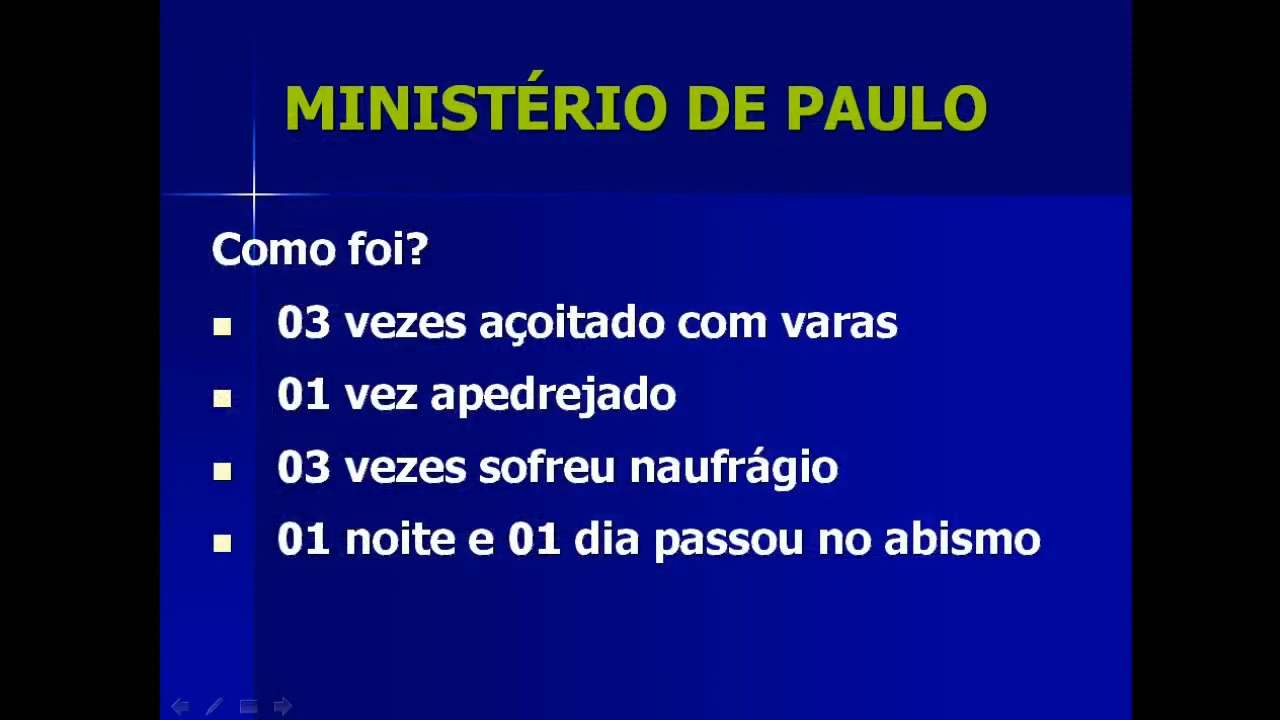 MINISTÉRIO DE PAULO
Como foi?
03 vezes açoitado com varas
01 vez apedrejado
03 vezes sofreu naufrágio
01 noite e 01 dia passou no abismo